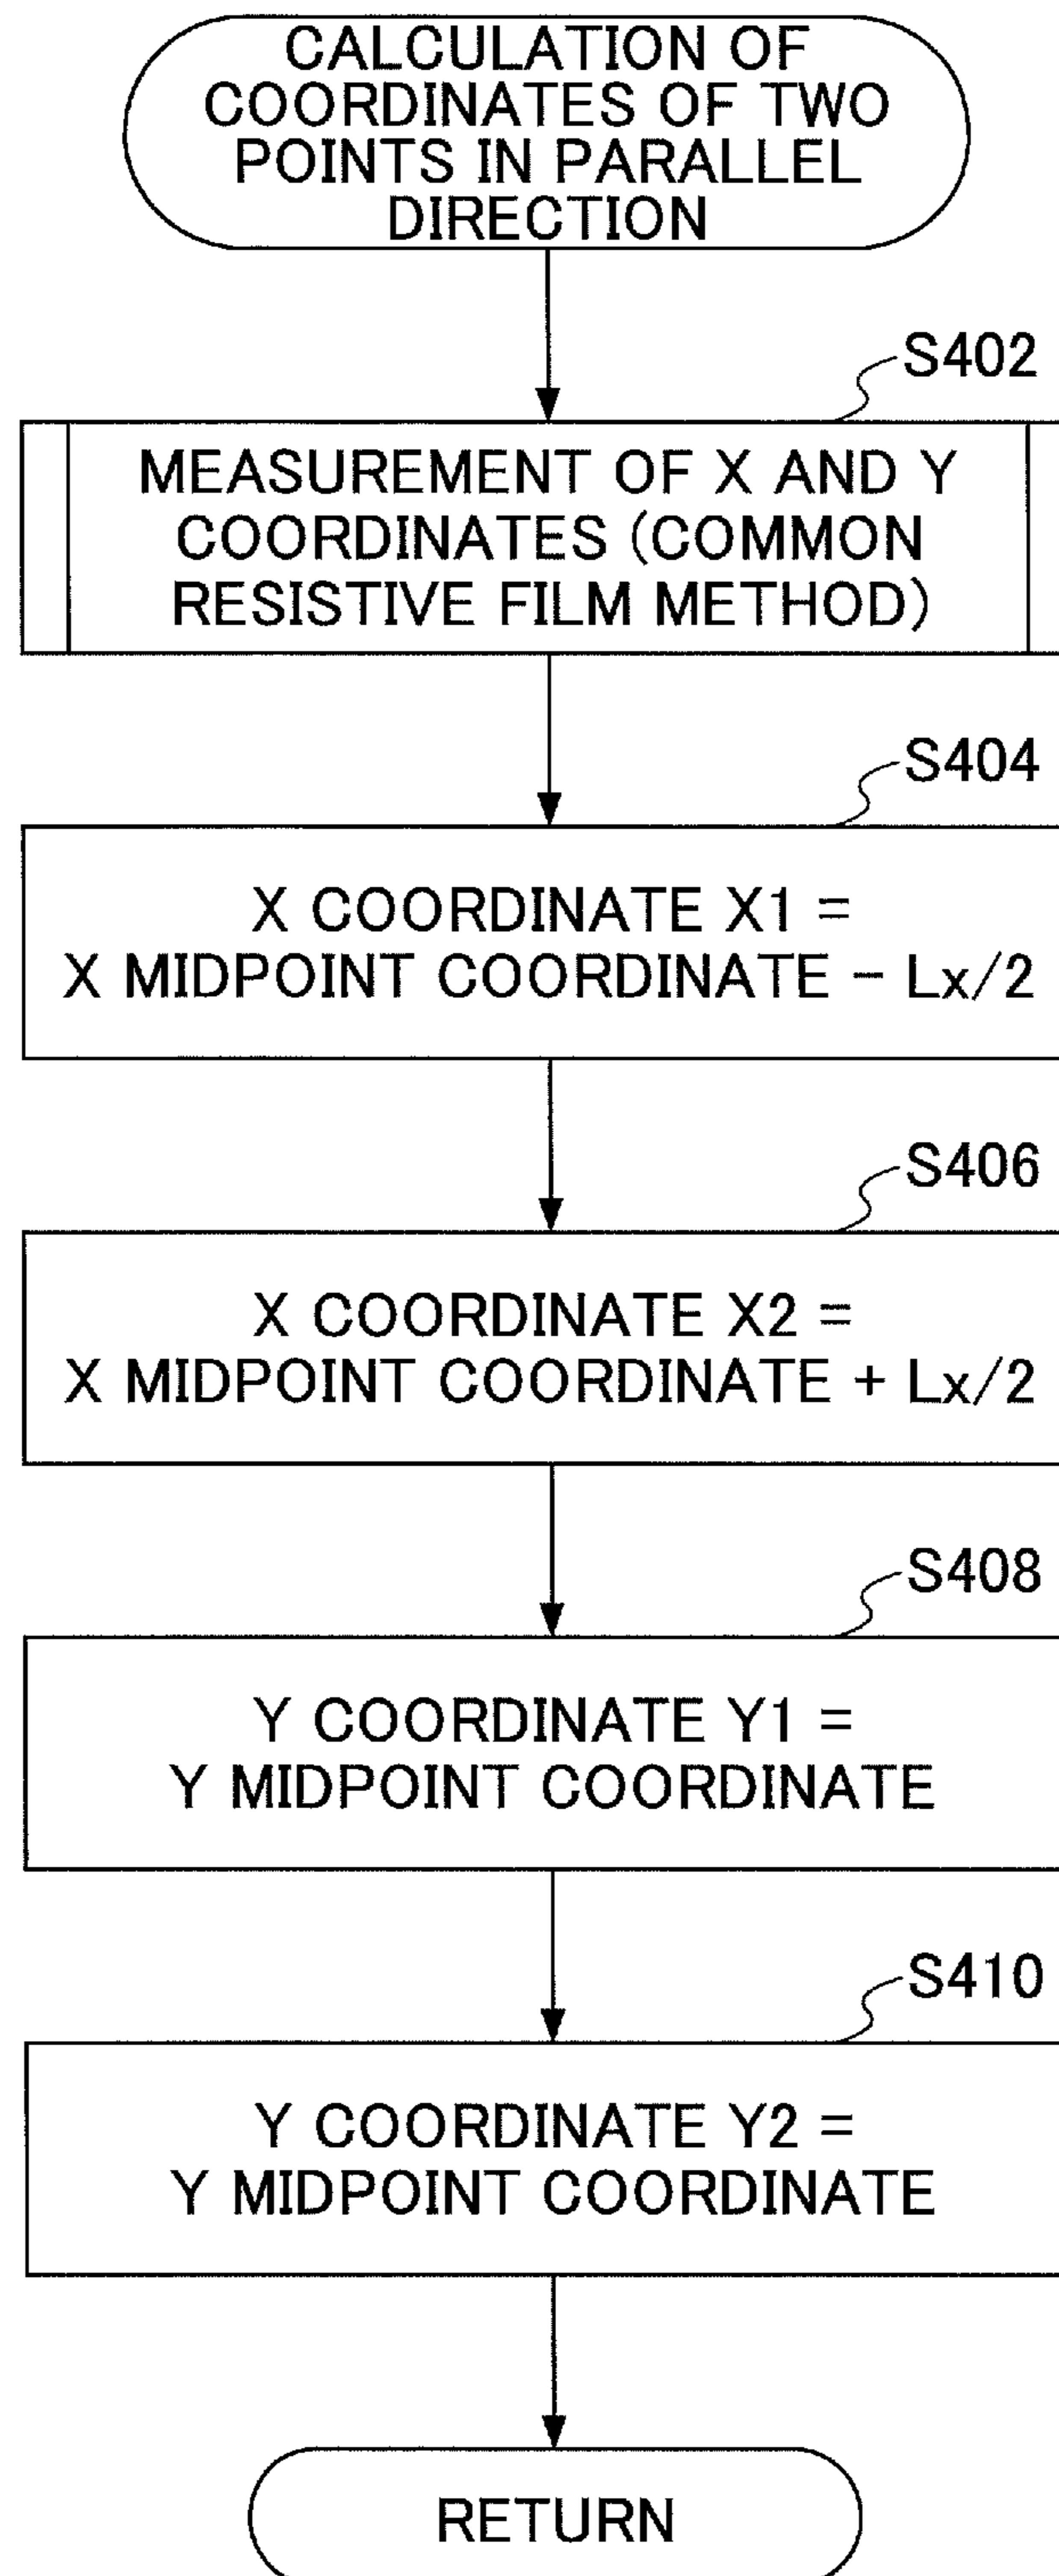 CALCULATION OF
COORDINATES OF TWO
POINTS IN PARALLEL
DIRECTION
S402
MEASUREMENT OF X AND Y
COORDINATES (COMMON
RESISTIVE FILM METHOD)
S404
X COORDINATE X1 =
X MIDPOINT COORDINATE - Lx/2
S406
X COORDINATE X2 =
X MIDPOINT COORDINATE + Lx/2
S408
Y COORDINATE Y1 =
Y MIDPOINT COORDINATE
S410
Y COORDINATE Y2 =
Y MIDPOINT COORDINATE
RETURN